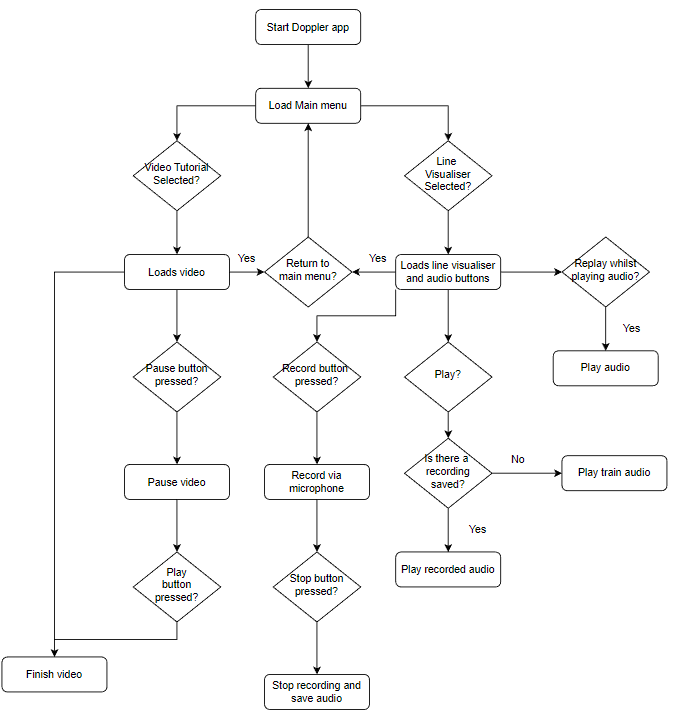 Start Doppler app
Load Main menu
Video Tutorial
Selected?
Line
Visualiser
Selected?
Loads video
Yes
Return to
main menu?
Yes
Loads line visualiser
and audio buttons
Replay whilst
playing audio?
Yes
Play audio
Pause button
pressed?
Record button
pressed?
Play?
Is there a
recording
saved?
No
Play train audio
Pause video
Record via
microphone
Yes
Play recorded audio
Play
button
pressed?
Stop button
pressed?
Finish video
Stop recording and
save audio